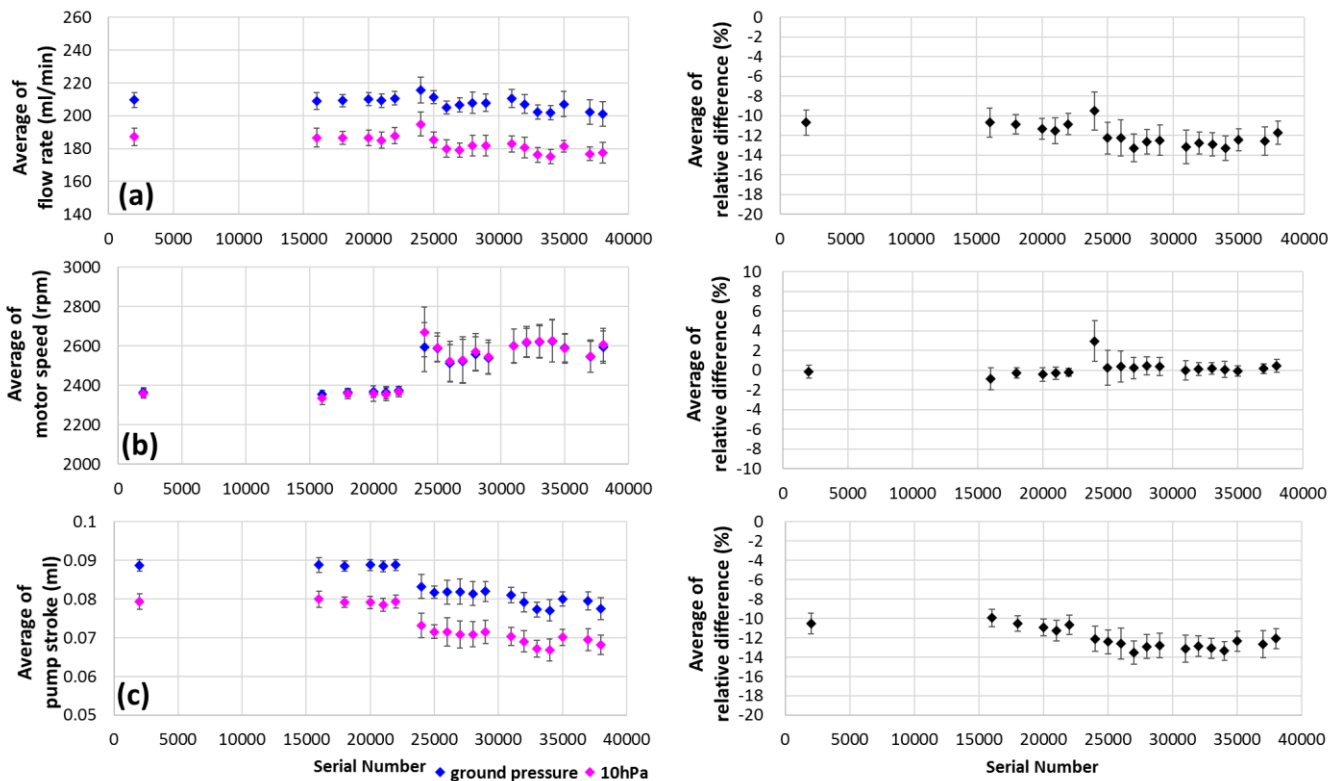 Average of
flow rate (ml/min)
260
240
220
200
180
160
140
(a)
0 5000 10000 15000 20000 25000 30000 35000 40000
Average of
relative difference (%)
0
-2
-4
-6
-8
-10
-12
-14
-16
-18
-20
0 5000 10000 15000 20000 25000 30000 35000 40000
Average of
motor speed (rpm)
3000
2800
2600
2400
2200
2000
(b)
0 5000 10000 15000 20000 25000 30000 35000 40000
Average of
relative difference (%)
10
8
6
4
2
0
-2
-4
-6
-8
-10
0 5000 10000 15000 20000 25000 30000 35000 40000
Average of
pump stroke (ml)
0.1
0.09
0.08
0.07
0.06
0.05
(c)
0 5000 10000 15000 20000 25000 30000 35000 40000
Serial Number
ground pressure 10hPa
Average of
relative difference (%)
0
-2
-4
-6
-8
-10
-12
-14
-16
-18
-20
0 5000 10000 15000 20000 25000 30000 35000 40000
Serial Number